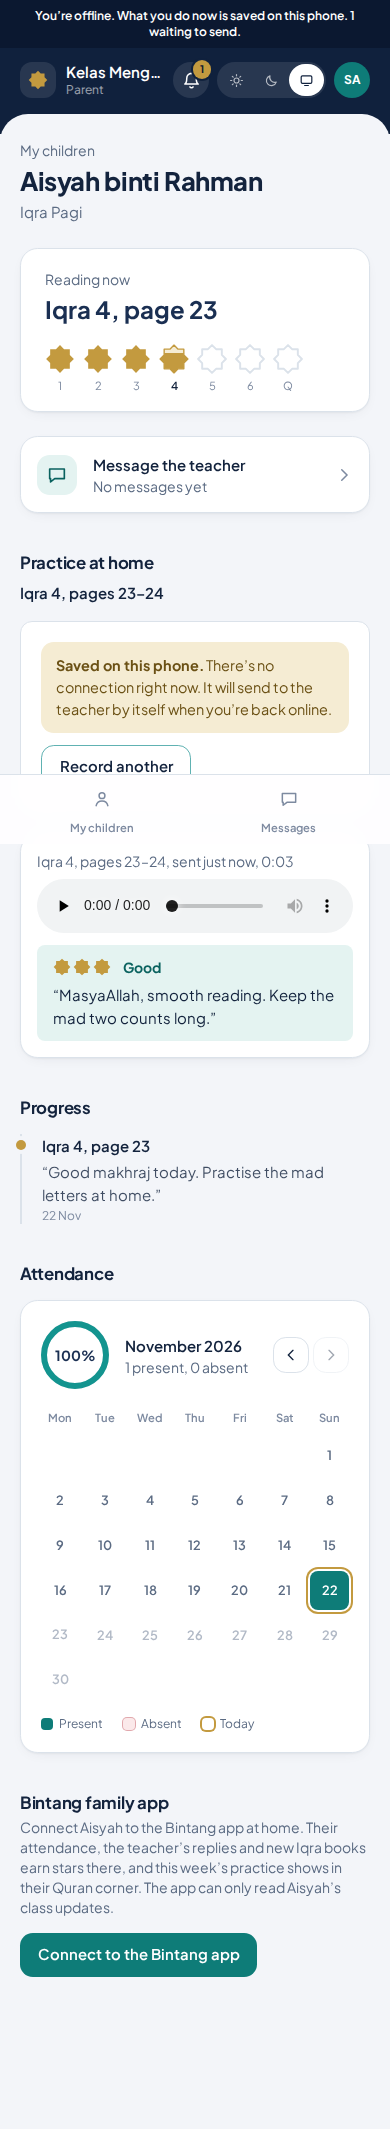 You're offline. What you do now is saved on this phone. 1
waiting to send.
Kelas Meng...
Parent
1
SA
My children
Aisyah binti Rahman
Iqra Pagi
Reading now
Iqra 4, page 23
1 2 3 4 5 6 Q
Message the teacher
No messages yet
Practice at home
Iqra 4, pages 23–24
Saved on this phone. There's no
connection right now. It will send to the
teacher by itself when you're back online.
Record another
My children
Messages
Iqra 4, pages 23–24, sent just now, 0:03
0:00 / 0:00
Good
“MasyaAllah, smooth reading. Keep the
mad two counts long.”
Progress
Iqra 4, page 23
“Good makhraj today. Practise the mad
letters at home.”
22 Nov
Attendance
100%
November 2026
1 present, 0 absent
Mon Tue Wed Thu Fri Sat Sun
1
2 3 4 5 6 7 8
9 10 11 12 13 14 15
16 17 18 19 20 21 22
23 24 25 26 27 28 29
30
Present Absent Today
Bintang family app
Connect Aisyah to the Bintang app at home. Their
attendance, the teacher's replies and new Iqra books
earn stars there, and this week's practice shows in
their Quran corner. The app can only read Aisyah's
class updates.
Connect to the Bintang app